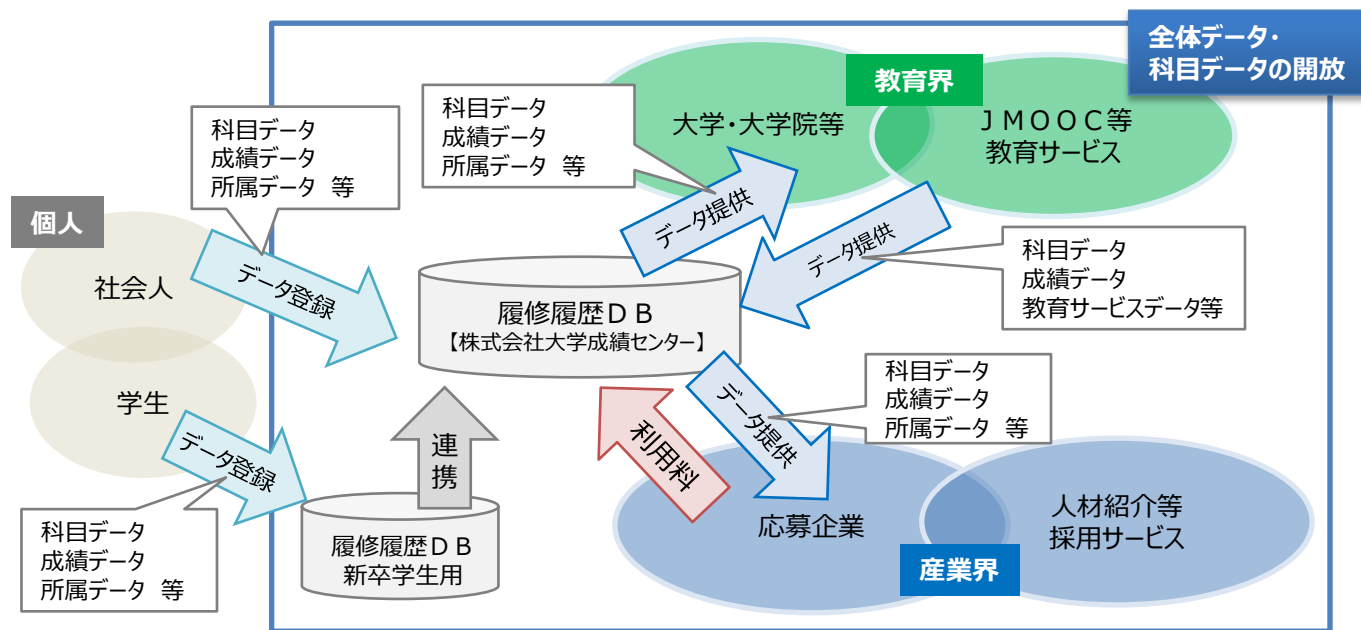 全体データ・
科目データの開放
教育界
大学・大学院等
ＪＭＯＯＣ等
教育サービス
科目データ
成績データ
所属データ　等
科目データ
成績データ
所属データ　等
個人
社会人
学生
データ登録
データ登録
データ提供
データ提供
科目データ
成績データ
教育サービスデータ等
履修履歴ＤＢ
【株式会社大学成績センター】
科目データ
成績データ
所属データ　等
データ提供
利用料
連
携
科目データ
成績データ
所属データ　等
履修履歴ＤＢ
新卒学生用
応募企業
人材紹介等
採用サービス
産業界